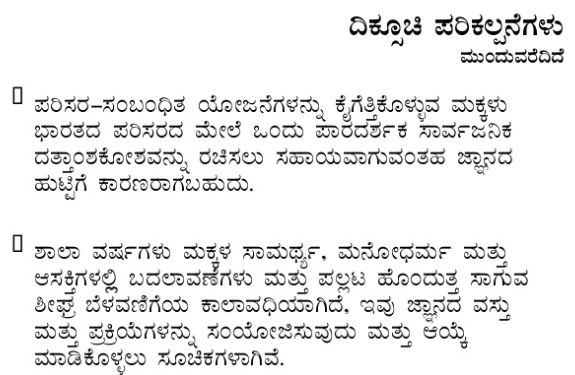 ದಿಕ್ಸೂಚಿ ಪರಿಕಲ್ಪನೆಗಳು
ಮುಂದುವರೆದಿದೆ
ಪರಿಸರ-ಸಂಬಂಧಿತ ಯೋಜನೆಗಳನ್ನು ಕೈಗೆತ್ತಿಕೊಳ್ಳುವ ಮಕ್ಕಳು
ಭಾರತದ ಪರಿಸರದ ಮೇಲೆ ಒಂದು ಪಾರದರ್ಶಕ ಸಾರ್ವಜನಿಕ
ದತ್ತಾಂಶಕೋಶವನ್ನು ರಚಿಸಲು ಸಹಾಯವಾಗುವಂತಹ ಜ್ಞಾನದ
ಹುಟ್ಟಿಗೆ ಕಾರಣರಾಗಬಹುದು.
ಶಾಲಾ ವರ್ಷಗಳು ಮಕ್ಕಳ ಸಾಮರ್ಥ್ಯ, ಮನೋಧರ್ಮ ಮತ್ತು
ಆಸಕ್ತಿಗಳಲ್ಲಿ ಬದಲಾವಣೆಗಳು ಮತ್ತು ಪಲ್ಲಟ ಹೊಂದುತ್ತ ಸಾಗುವ
ಶೀಘ್ರ ಬೆಳವಣಿಗೆಯ ಕಾಲಾವಧಿಯಾಗಿದೆ, ಇವು ಜ್ಞಾನದ ವಸ್ತು
ಮತ್ತು ಪ್ರಕ್ರಿಯೆಗಳನ್ನು ಸಂಯೋಜಿಸುವುದು ಮತ್ತು ಆಯ್ಕೆ
ಮಾಡಿಕೊಳ್ಳಲು ಸೂಚಿಕಗಳಾಗಿವೆ.